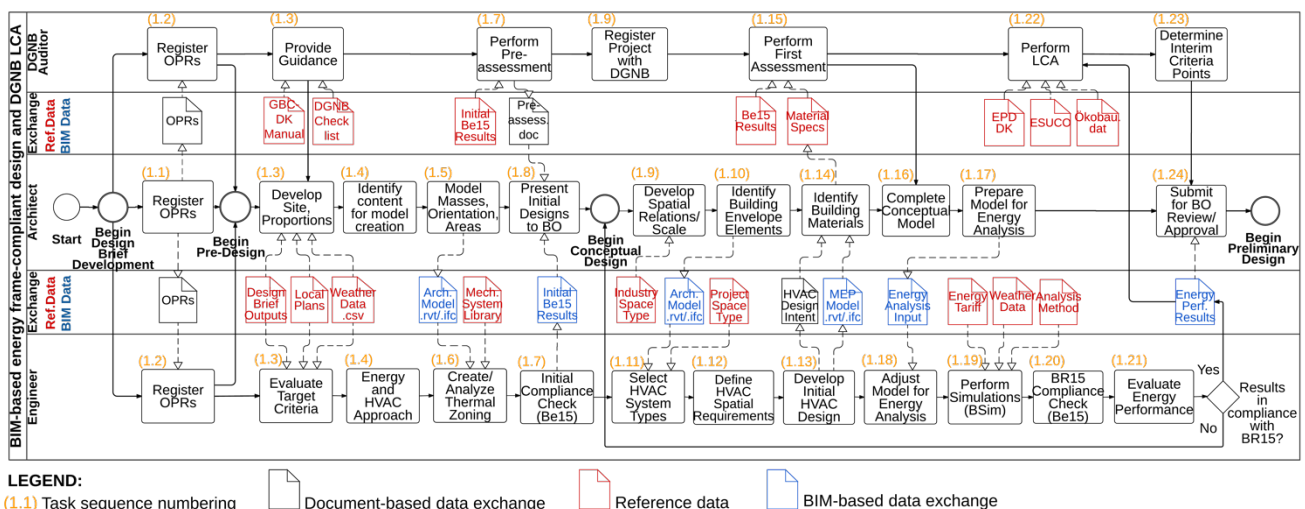 BIM-based energy frame-compliant design and DGNB LCA
DGNB
Auditor
(1.2)
Register
OPRs
(1.3)
Provide
Guidance
(1.7)
Perform
Pre-
assessment
(1.9)
Register
Project
with
DGNB
(1.15)
Perform
First
Assessment
(1.22)
Perform
LCA
(1.23)
Determine
Interim
Criteria
Points
Exchange
Ref.Data
BIM Data
OPRs
GBC-
DK
Manual
DGNB
Check
list
Initial
Be15
Results
Pre-
assess.
doc
Be15
Results
Material
Specs
EPD
DK
ESUCO
Ökobau.
dat
Architect
Start
Begin
Design
Brief
Development
(1.1)
Register
OPRs
Begin
Pre-Design
(1.3)
Develop
Site,
Proportions
(1.4)
Identify
content
for model
creation
(1.5)
Model
Masses,
Orientation,
Areas
(1.8)
Present
Initial
Designs
to BO
Begin
Conceptual
Design
(1.9)
Develop
Spatial
Relations/
Scale
(1.10)
Identify
Building
Envelope
Elements
(1.14)
Identify
Building
Materials
(1.16)
Complete
Conceptual
Model
(1.17)
Prepare
Model for
Energy
Analysis
(1.24)
Submit
for BO
Review/
Approval
Begin
Preliminary
Design
Exchange
Ref.Data
BIM Data
OPRs
Design
Brief
Outputs
Local
Plans
Weather
Data
.csv
Arch.
Model
.rvt/.ifc
Mech.
System
Library
Initial
Be15
Results
Industry
Space
Type
Arch.
Model
.rvt/.ifc
Project
Space
Type
HVAC
Design
Intent
MEP
Model
.rvt/.ifc
Energy
Analysis
Input
Energy
Tariff
Weather
Data
Analysis
Method
Energy
Perf.
Results
Engineer
(1.2)
Register
OPRs
(1.3)
Evaluate
Target
Criteria
(1.4)
Energy
and HVAC
Approach
(1.6)
Create/
Analyze
Thermal
Zoning
(1.7)
Initial
Compliance
Check
(Be15)
(1.11)
Select
HVAC
System
Types
(1.12)
Define
HVAC
Spatial
Requirements
(1.13)
Develop
Initial
HVAC
Design
(1.18)
Adjust
Model for
Energy
Analysis
(1.19)
Perform
Simulations
(BSim)
(1.20)
BR15
Compliance
Check
(Be15)
(1.21)
Evaluate
Energy
Performance
Yes
No
Results
in
compliance
with
BR15?
LEGEND:
(1.1) Task sequence numbering
Document-based data exchange
Reference data
BIM-based data exchange